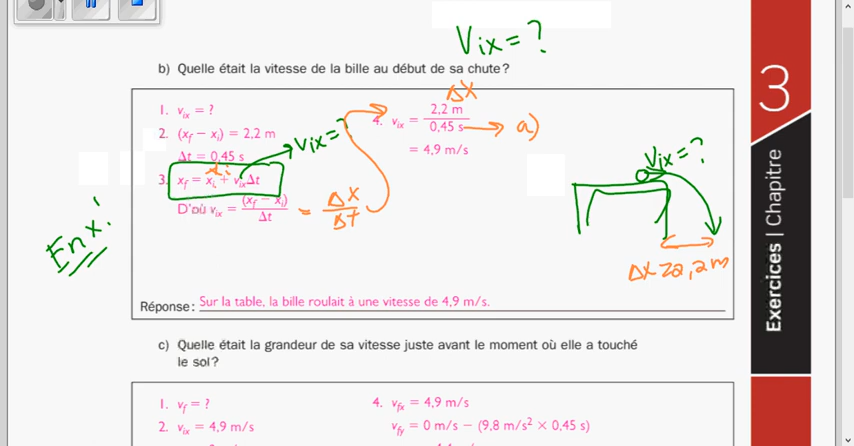 Vix = ?
b) Quelle était la vitesse de la bille au début de sa chute?
1. vix = ?
2. (xf – xi) = 2,2 m
Δt = 0,45 s
3. xf = xi + vixΔt
xi
Vix = ?
D'où vix = (xf – xi) / Δt
= Δx / Δt
Δx
4. vix = 2,2 m / 0,45 s
→ a)
= 4,9 m/s
En x!
Vix = ?
Δx = 2,2 m
Réponse: Sur la table, la bille roulait à une vitesse de 4,9 m/s.
c) Quelle était la grandeur de sa vitesse juste avant le moment où elle a touché
le sol?
1. vf = ?
2. vix = 4,9 m/s
4. vfx = 4,9 m/s
vfy = 0 m/s – (9,8 m/s² × 0,45 s)
3
Exercices | Chapitre